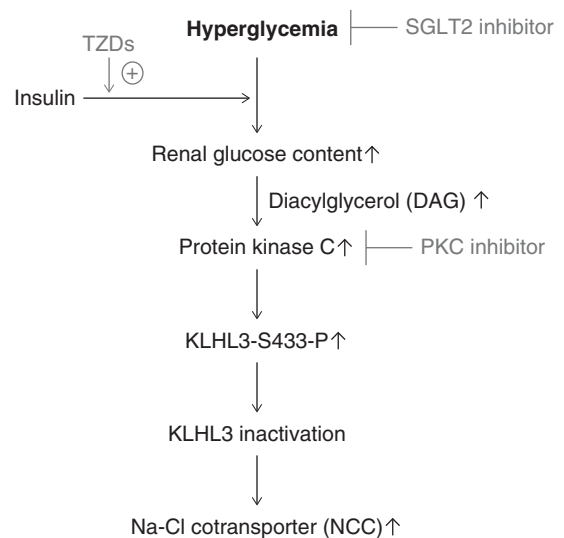 TZDs
Hyperglycemia
SGLT2 inhibitor
+
Insulin
Renal glucose content↑
Diacylglycerol (DAG) ↑
Protein kinase C↑
PKC inhibitor
KLHL3-S433-P↑
KLHL3 inactivation
Na-Cl cotransporter (NCC)↑